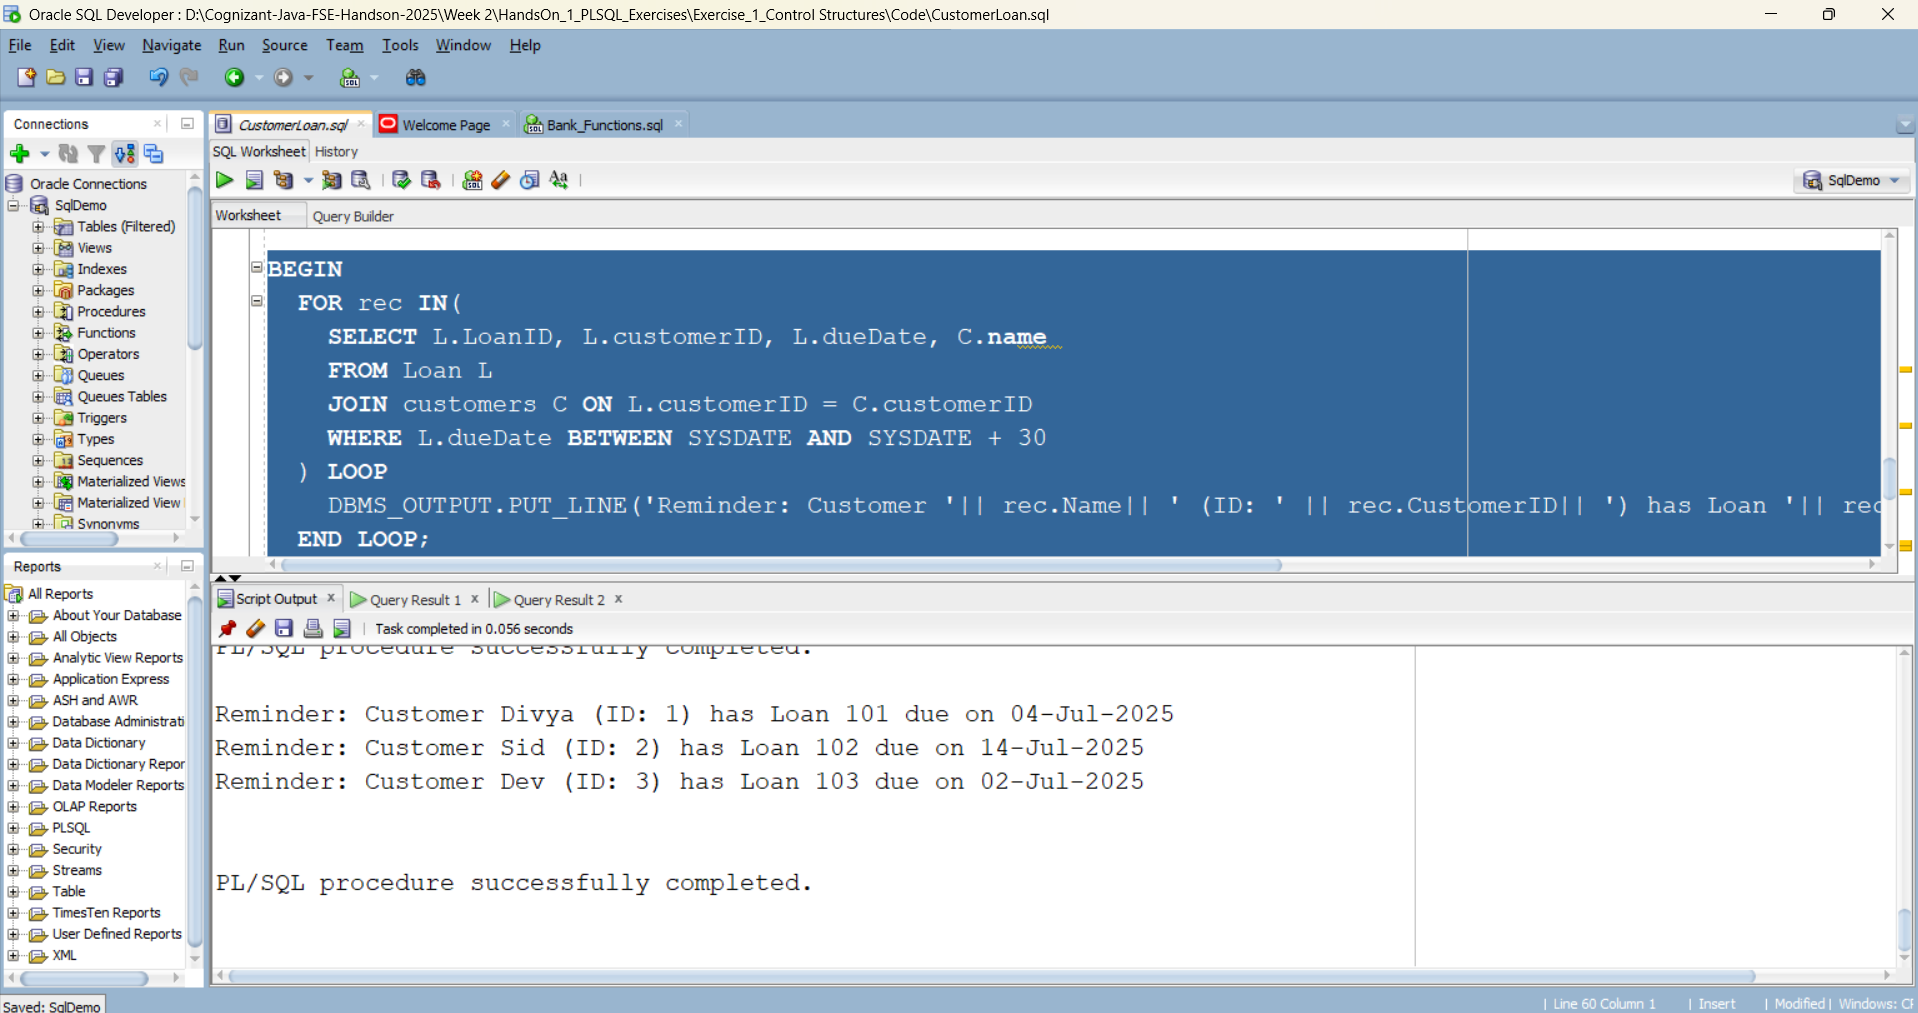 Oracle SQL Developer : D:\Cognizant-Java-FSE-Handson-2025\Week 2\HandsOn_1_PLSQL_Exercises\Exercise_1_Control Structures\Code\CustomerLoan.sql
File Edit View Navigate Run Source Team Tools Window Help
Connections
Oracle Connections
SqlDemo
Tables (Filtered)
Views
Indexes
Packages
Procedures
Functions
Operators
Queues
Queues Tables
Triggers
Types
Sequences
Materialized Views
Materialized View
Synonyms
Reports
All Reports
About Your Database
All Objects
Analytic View Reports
Application Express
ASH and AWR
Database Administrati
Data Dictionary
Data Dictionary Repor
Data Modeler Reports
OLAP Reports
PLSQL
Security
Streams
Table
TimesTen Reports
User Defined Reports
XML
CustomerLoan.sql Welcome Page Bank_Functions.sql
SQL Worksheet History
SqlDemo
Worksheet Query Builder
BEGIN
FOR rec IN(
SELECT L.LoanID, L.customerID, L.dueDate, C.name
FROM Loan L
JOIN customers C ON L.customerID = C.customerID
WHERE L.dueDate BETWEEN SYSDATE AND SYSDATE + 30
) LOOP
DBMS_OUTPUT.PUT_LINE('Reminder: Customer '|| rec.Name|| ' (ID: ' || rec.CustomerID|| ') has Loan '|| rec
END LOOP;
Script Output Query Result 1 Query Result 2
Task completed in 0.056 seconds
PL/SQL procedure successfully completed.
Reminder: Customer Divya (ID: 1) has Loan 101 due on 04-Jul-2025
Reminder: Customer Sid (ID: 2) has Loan 102 due on 14-Jul-2025
Reminder: Customer Dev (ID: 3) has Loan 103 due on 02-Jul-2025
PL/SQL procedure successfully completed.
Saved: SqlDemo
Line 60 Column 1 Insert Modified Windows: CR